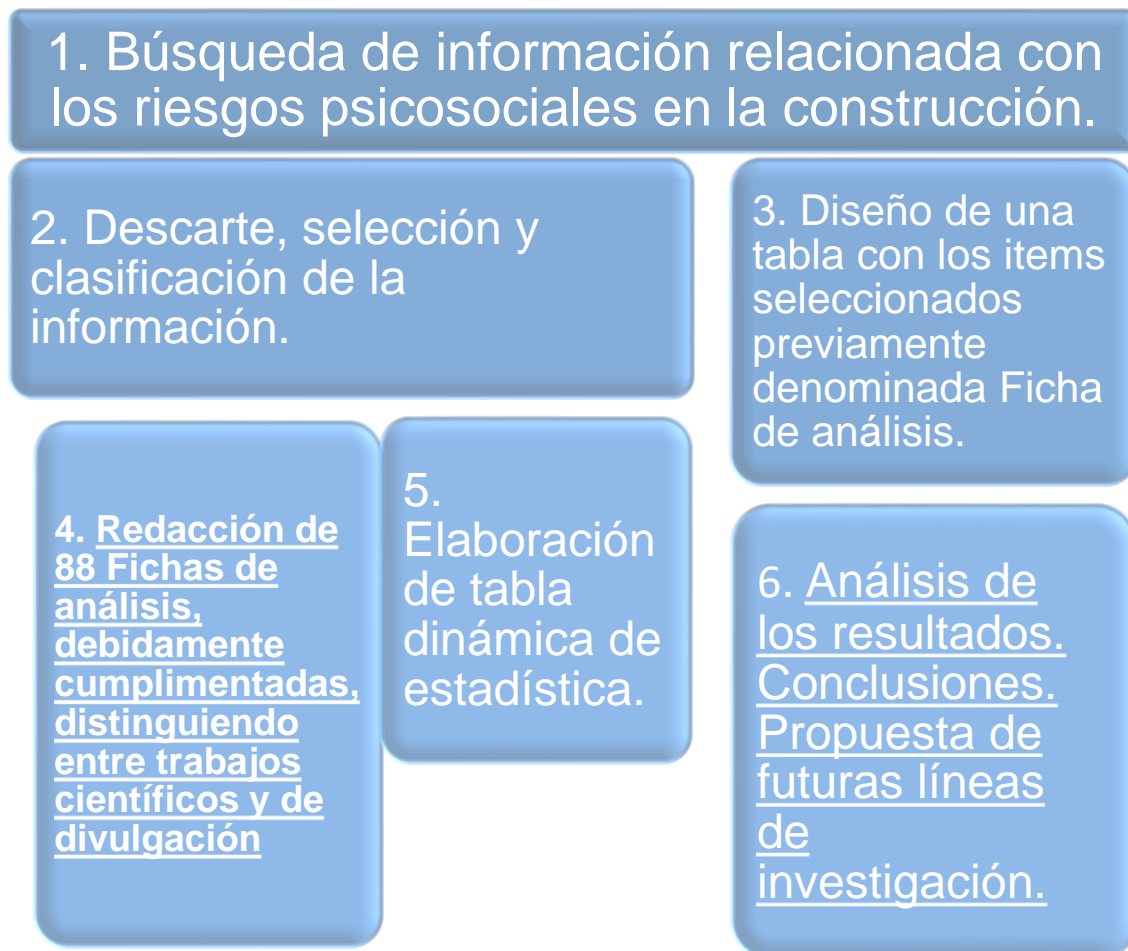 1. Búsqueda de información relacionada con
los riesgos psicosociales en la construcción.
2. Descarte, selección y
clasificación de la
información.
3. Diseño de una
tabla con los items
seleccionados
previamente
denominada Ficha
de análisis.
4. Redacción de
88 Fichas de
análisis,
debidamente
cumplimentadas,
distinguiendo
entre trabajos
científicos y de
divulgación
5.
Elaboración
de tabla
dinámica de
estadística.
6. Análisis de
los resultados.
Conclusiones.
Propuesta de
futuras líneas
de
investigación.